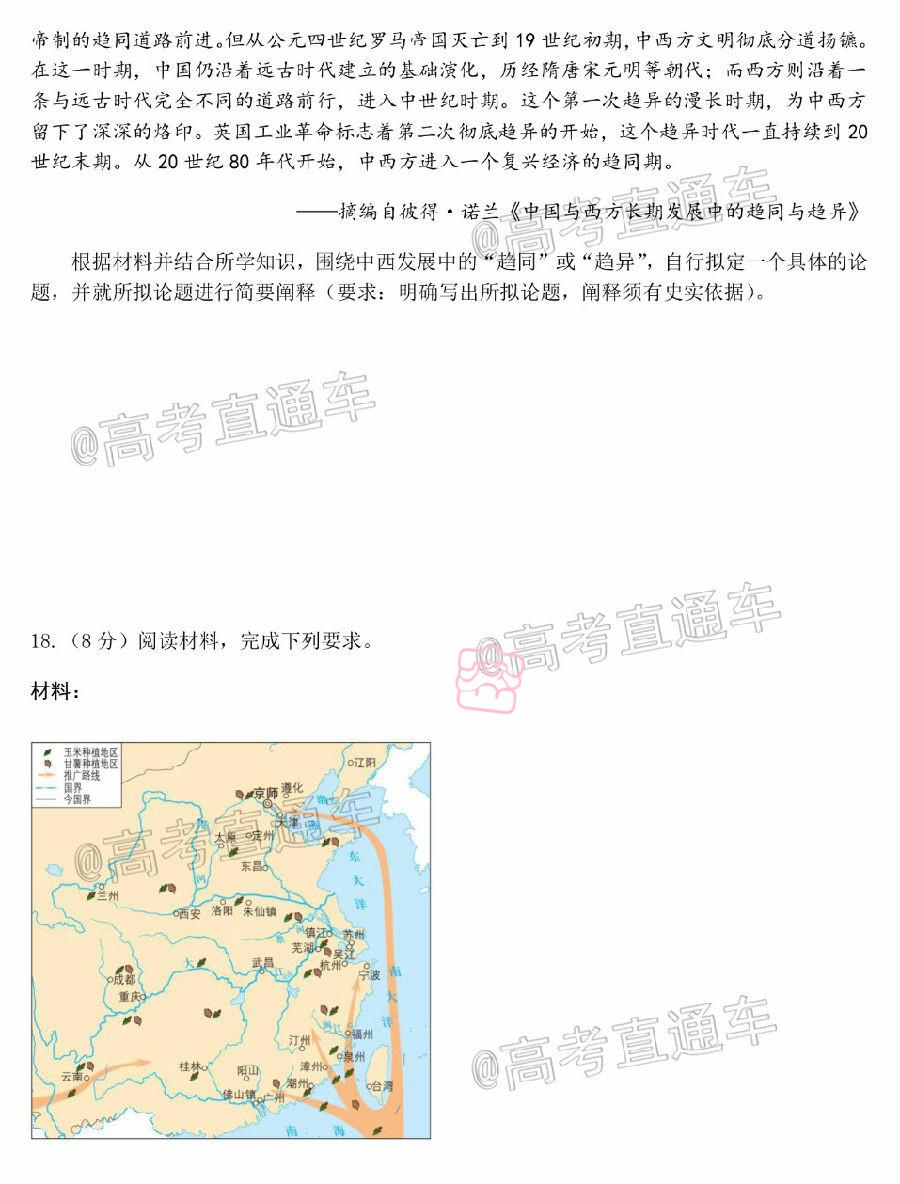 帝制的趋同道路前进。但从公元四世纪罗马帝国灭亡到 19 世纪初期，中西方文明彻底分道扬镳。
在这一时期，中国仍沿着远古时代建立的基础演化，历经隋唐宋元明等朝代；而西方则沿着一
条与远古时代完全不同的道路前行，进入中世纪时期。这个第一次趋异的漫长时期，为中西方
留下了深深的烙印。英国工业革命标志着第二次彻底趋异的开始，这个趋异时代一直持续到 20
世纪末期。从 20 世纪 80 年代开始，中西方进入一个复兴经济的趋同期。
——摘编自彼得·诺兰《中国与西方长期发展中的趋同与趋异》
@高考直通车
根据材料并结合所学知识，围绕中西发展中的“趋同”或“趋异”，自行拟定一个具体的论
题，并就所拟论题进行简要阐释（要求：明确写出所拟论题，阐释须有史实依据）。
@高考直通车
18.（8 分）阅读材料，完成下列要求。
@高考直通车
材料：
玉米种植地区
甘薯种植地区
推广路线
国界
今国界
辽阳
京师
遵化
天津
渤
海
太原
定州
@高考直通车
东昌
黄
河
东
大
洋
兰州
西安
洛阳
朱仙镇
淮
河
镇江
苏州
芜湖
吴江
杭州
宁波
大
武昌
江
成都
重庆
南
大
洋
闽江
福州
汀州
泉州
@高考直通车
桂林
阳山
漳州
潮州
台湾
云南
佛山镇
广州
南
海